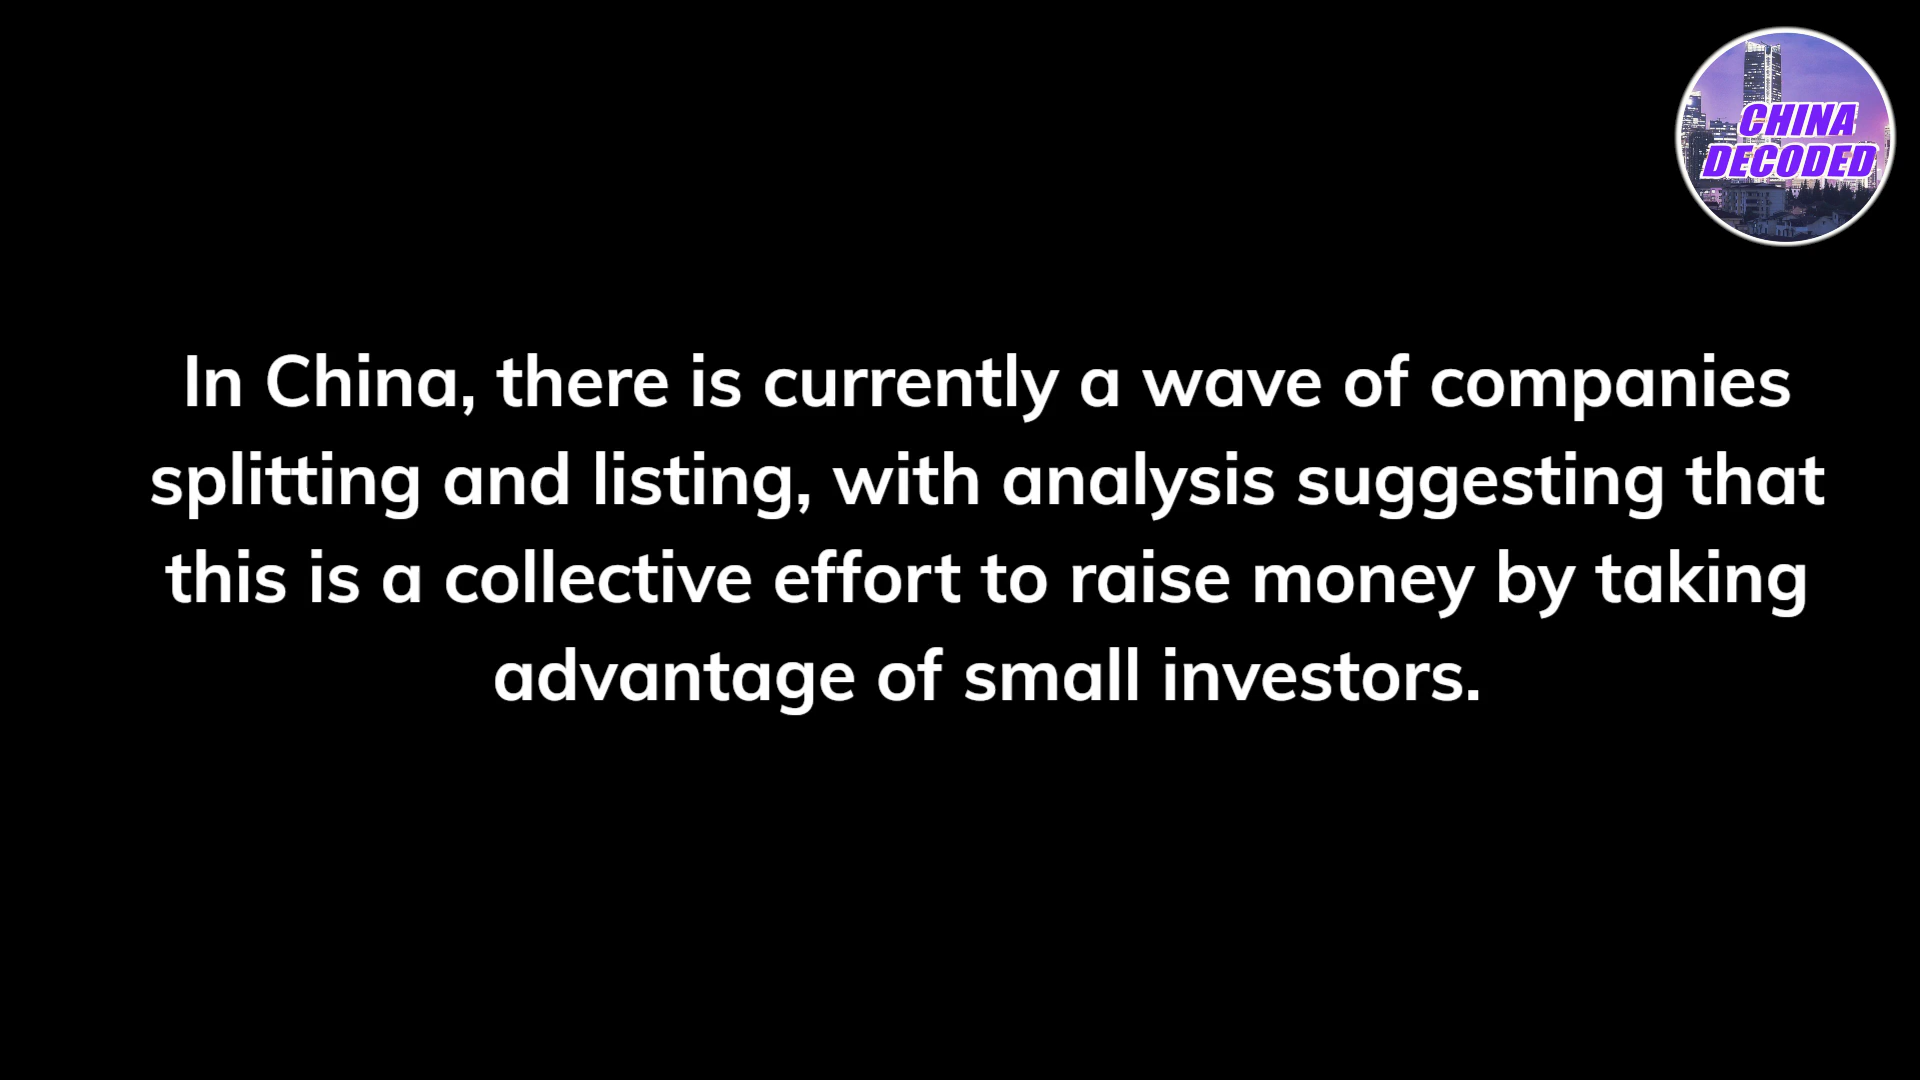 CHINA
DECODED
In China, there is currently a wave of companies
splitting and listing, with analysis suggesting that
this is a collective effort to raise money by taking
advantage of small investors.